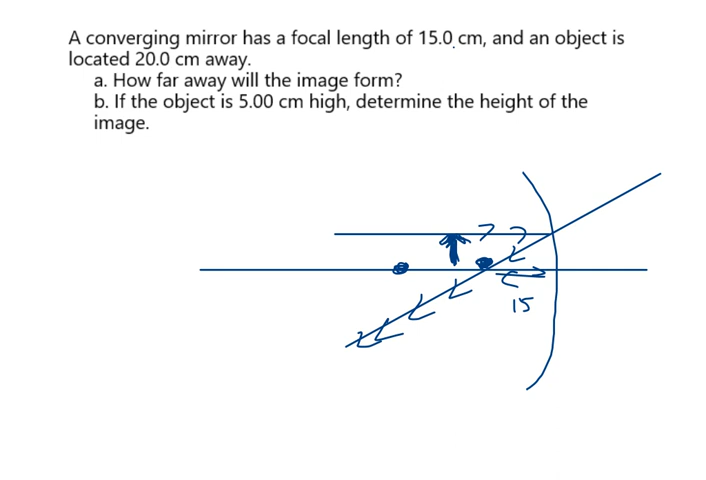 A converging mirror has a focal length of 15.0 cm, and an object is
located 20.0 cm away.
a. How far away will the image form?
b. If the object is 5.00 cm high, determine the height of the
image.
15